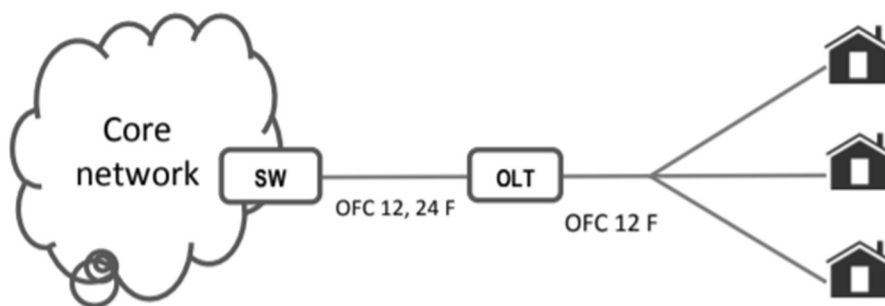 Core
network
SW
OLT
OFC 12, 24 F
OFC 12 F